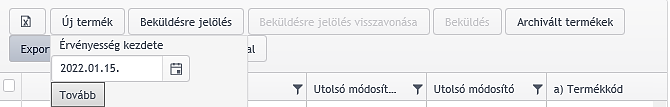 Új termék Beküldésre jelölés Beküldésre jelölés visszavonása Beküldés Archivált termékek
Expor al
Érvényesség kezdete
2022.01.15.
Tovább
Utolsó módosít... Utolsó módosító a) Termékkód